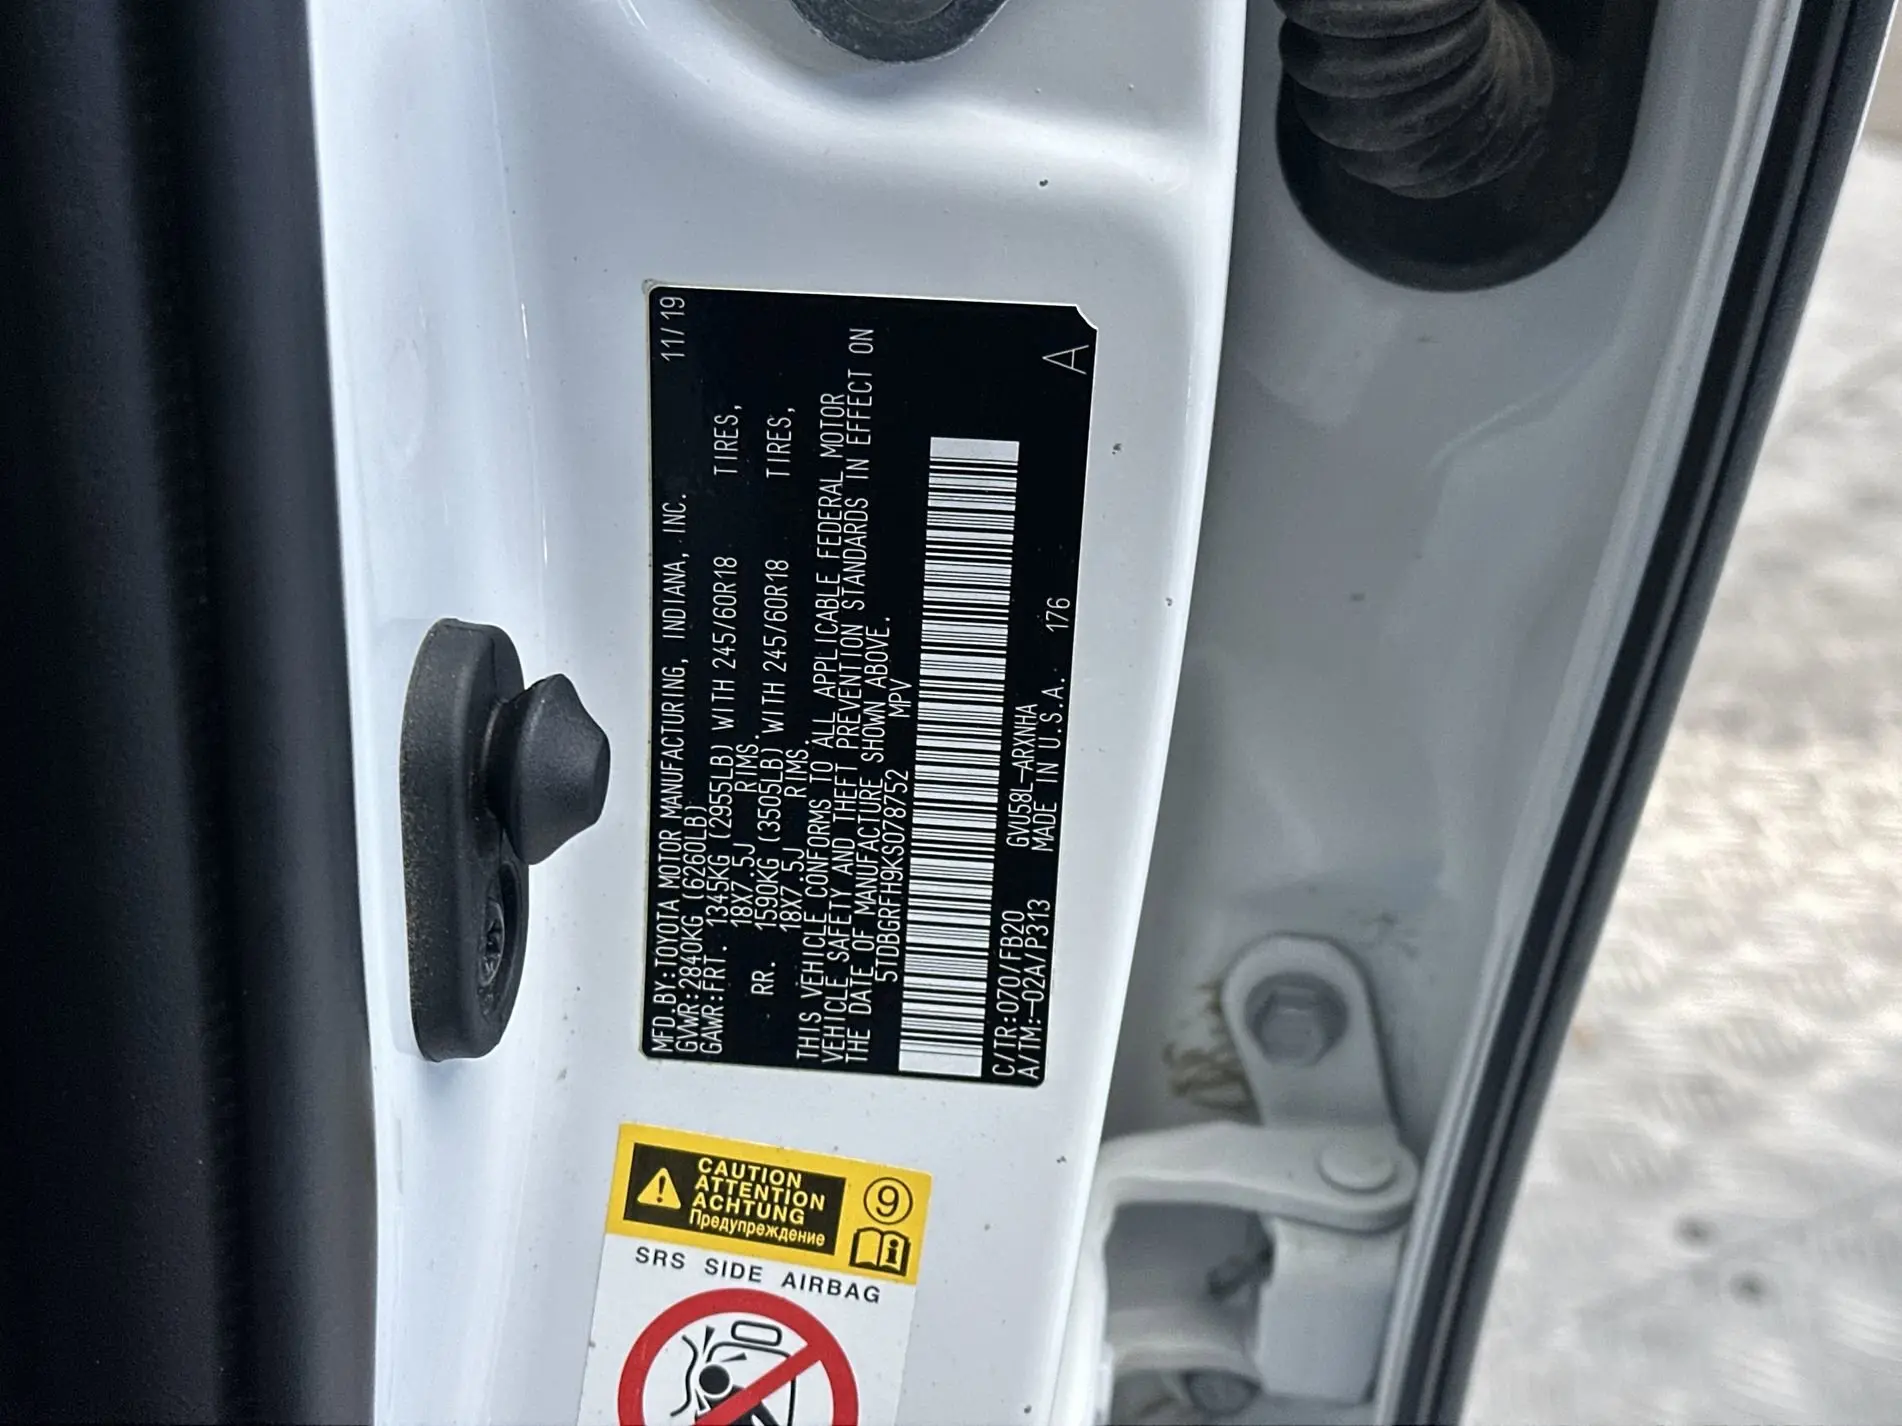 MFD.BY:TOYOTA MOTOR MANUFACTURING, INDIANA, INC. 11/19
GVWR:2840KG (6260LB)
GAWR:FRT. 1345KG (2955LB) WITH 245/60R18 TIRES,
18X7.5J RIMS.
RR. 1590KG (3505LB) WITH 245/60R18 TIRES,
18X7.5J RIMS.
THIS VEHICLE CONFORMS TO ALL APPLICABLE FEDERAL MOTOR
VEHICLE SAFETY AND THEFT PREVENTION STANDARDS IN EFFECT ON
THE DATE OF MANUFACTURE SHOWN ABOVE.
5TDBGRFH9KS078752 MPV
C/TR:070/FB20 GVU58L-ARXNHA
A/TM:-02A/P313 MADE IN U.S.A. 176 A
CAUTION
ATTENTION
ACHTUNG
Предупреждение
9
i
SRS SIDE AIRBAG